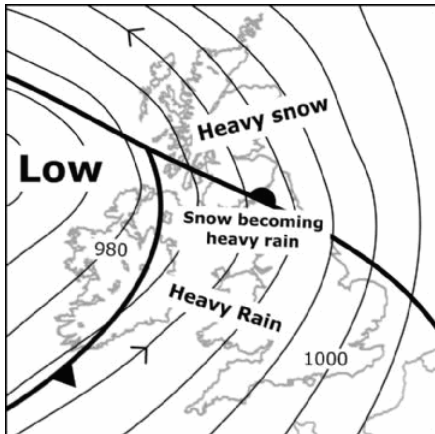 Heavy snow
Low
Snow becoming
heavy rain
980
Heavy Rain
1000